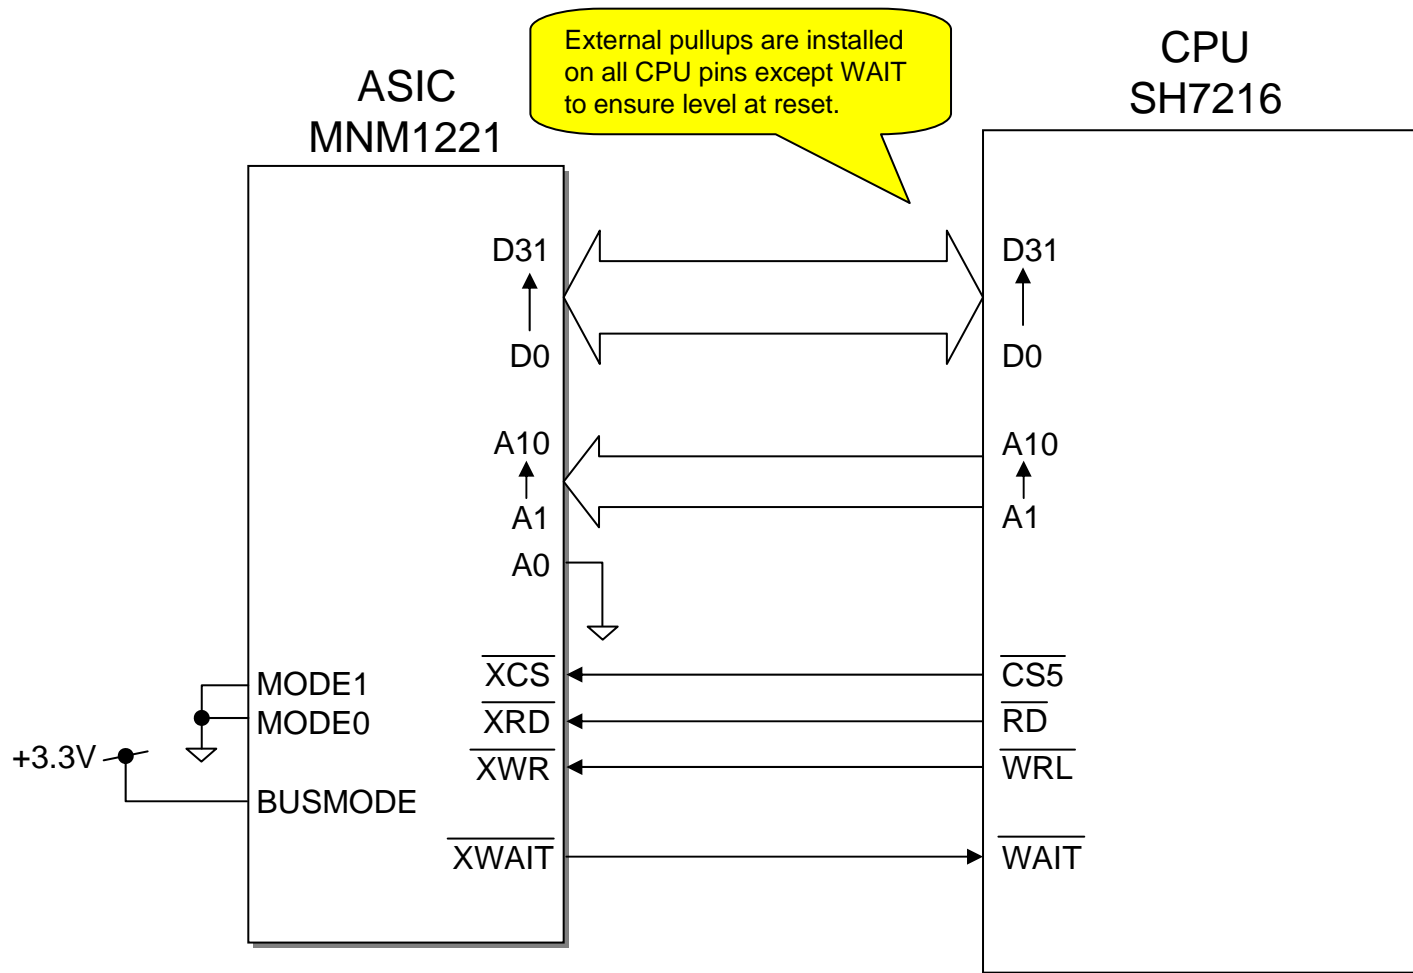 External pullups are installed
on all CPU pins except WAIT
to ensure level at reset.
ASIC
MNM1221
CPU
SH7216
D31
D0
A10
A1
A0
XCS
XRD
XWR
XWAIT
MODE1
MODE0
+3.3V
BUSMODE
D31
D0
A10
A1
CS5
RD
WRL
WAIT